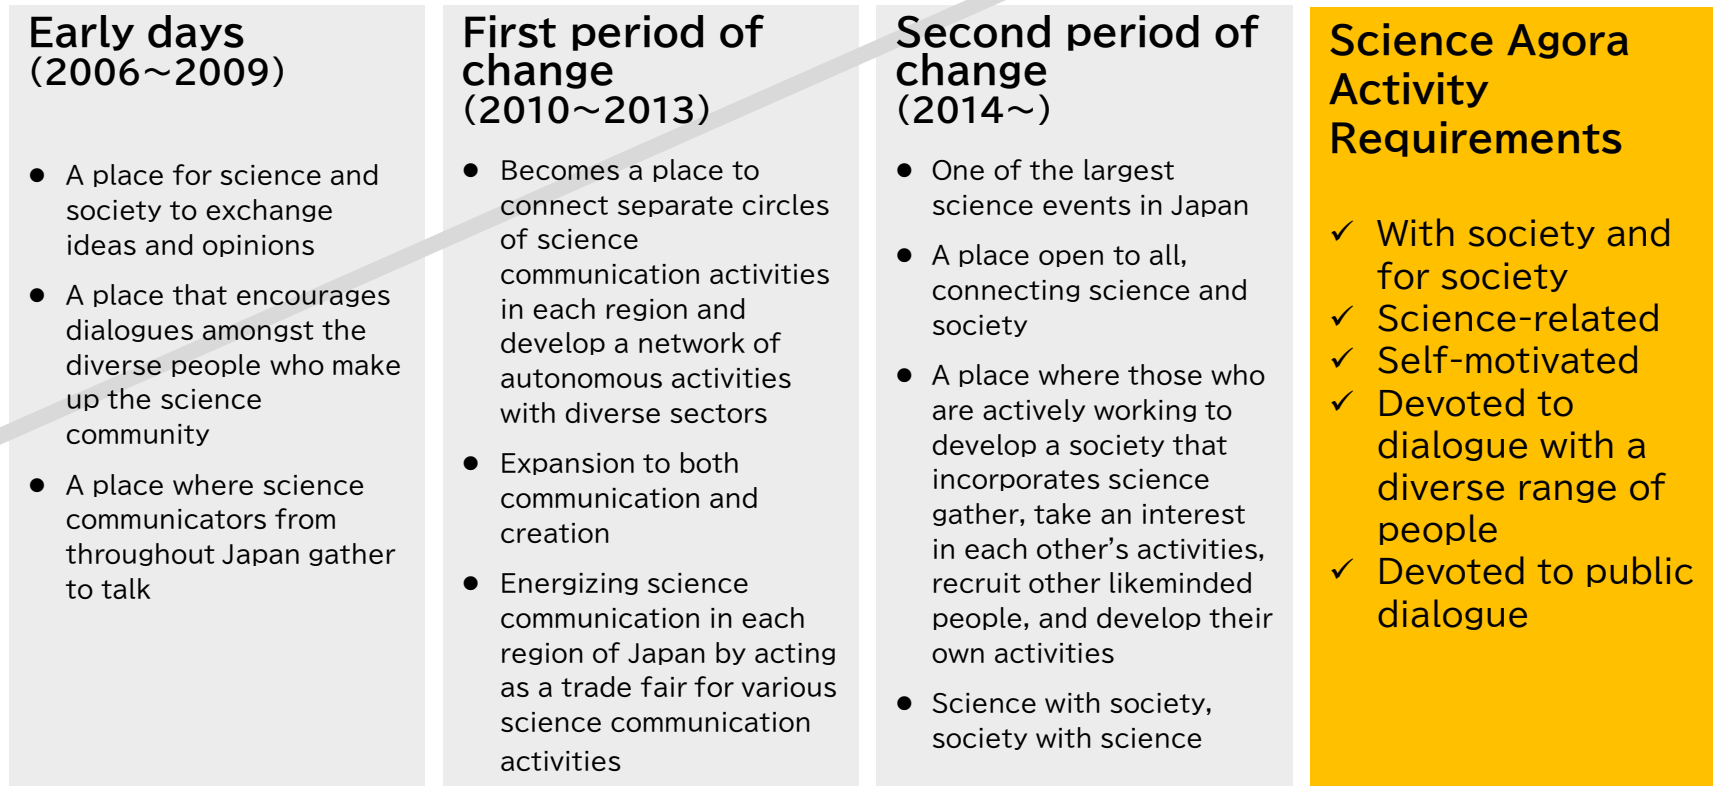 Early days
(2006～2009)
● A place for science and
society to exchange
ideas and opinions
● A place that encourages
dialogues amongst the
diverse people who make
up the science
community
● A place where science
communicators from
throughout Japan gather
to talk
First period of
change
(2010～2013)
● Becomes a place to
connect separate circles
of science
communication activities
in each region and
develop a network of
autonomous activities
with diverse sectors
● Expansion to both
communication and
creation
● Energizing science
communication in each
region of Japan by acting
as a trade fair for various
science communication
activities
Second period of
change
(2014～)
● One of the largest
science events in Japan
● A place open to all,
connecting science and
society
● A place where those who
are actively working to
develop a society that
incorporates science
gather, take an interest
in each other’s activities,
recruit other likeminded
people, and develop their
own activities
● Science with society,
society with science
Science Agora
Activity
Requirements
✓ With society and
for society
✓ Science-related
✓ Self-motivated
✓ Devoted to
dialogue with a
diverse range of
people
✓ Devoted to public
dialogue